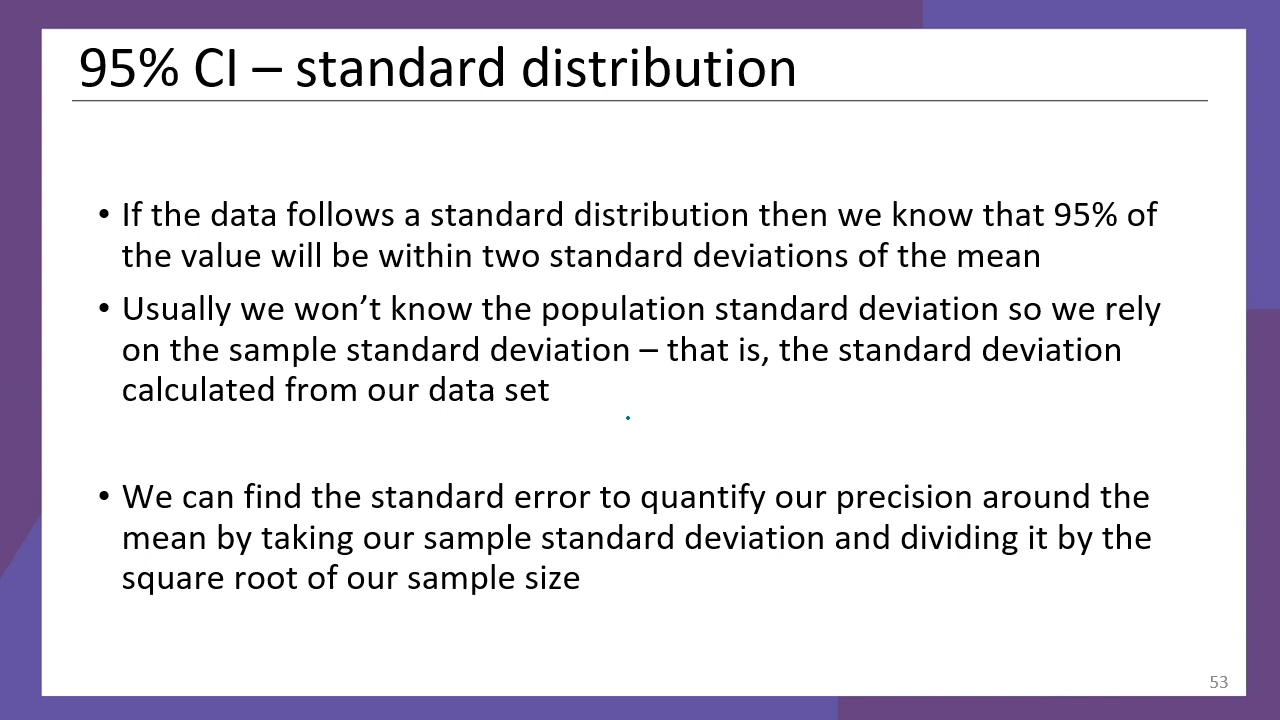 95% CI – standard distribution
• If the data follows a standard distribution then we know that 95% of
the value will be within two standard deviations of the mean
• Usually we won’t know the population standard deviation so we rely
on the sample standard deviation – that is, the standard deviation
calculated from our data set
• We can find the standard error to quantify our precision around the
mean by taking our sample standard deviation and dividing it by the
square root of our sample size
53